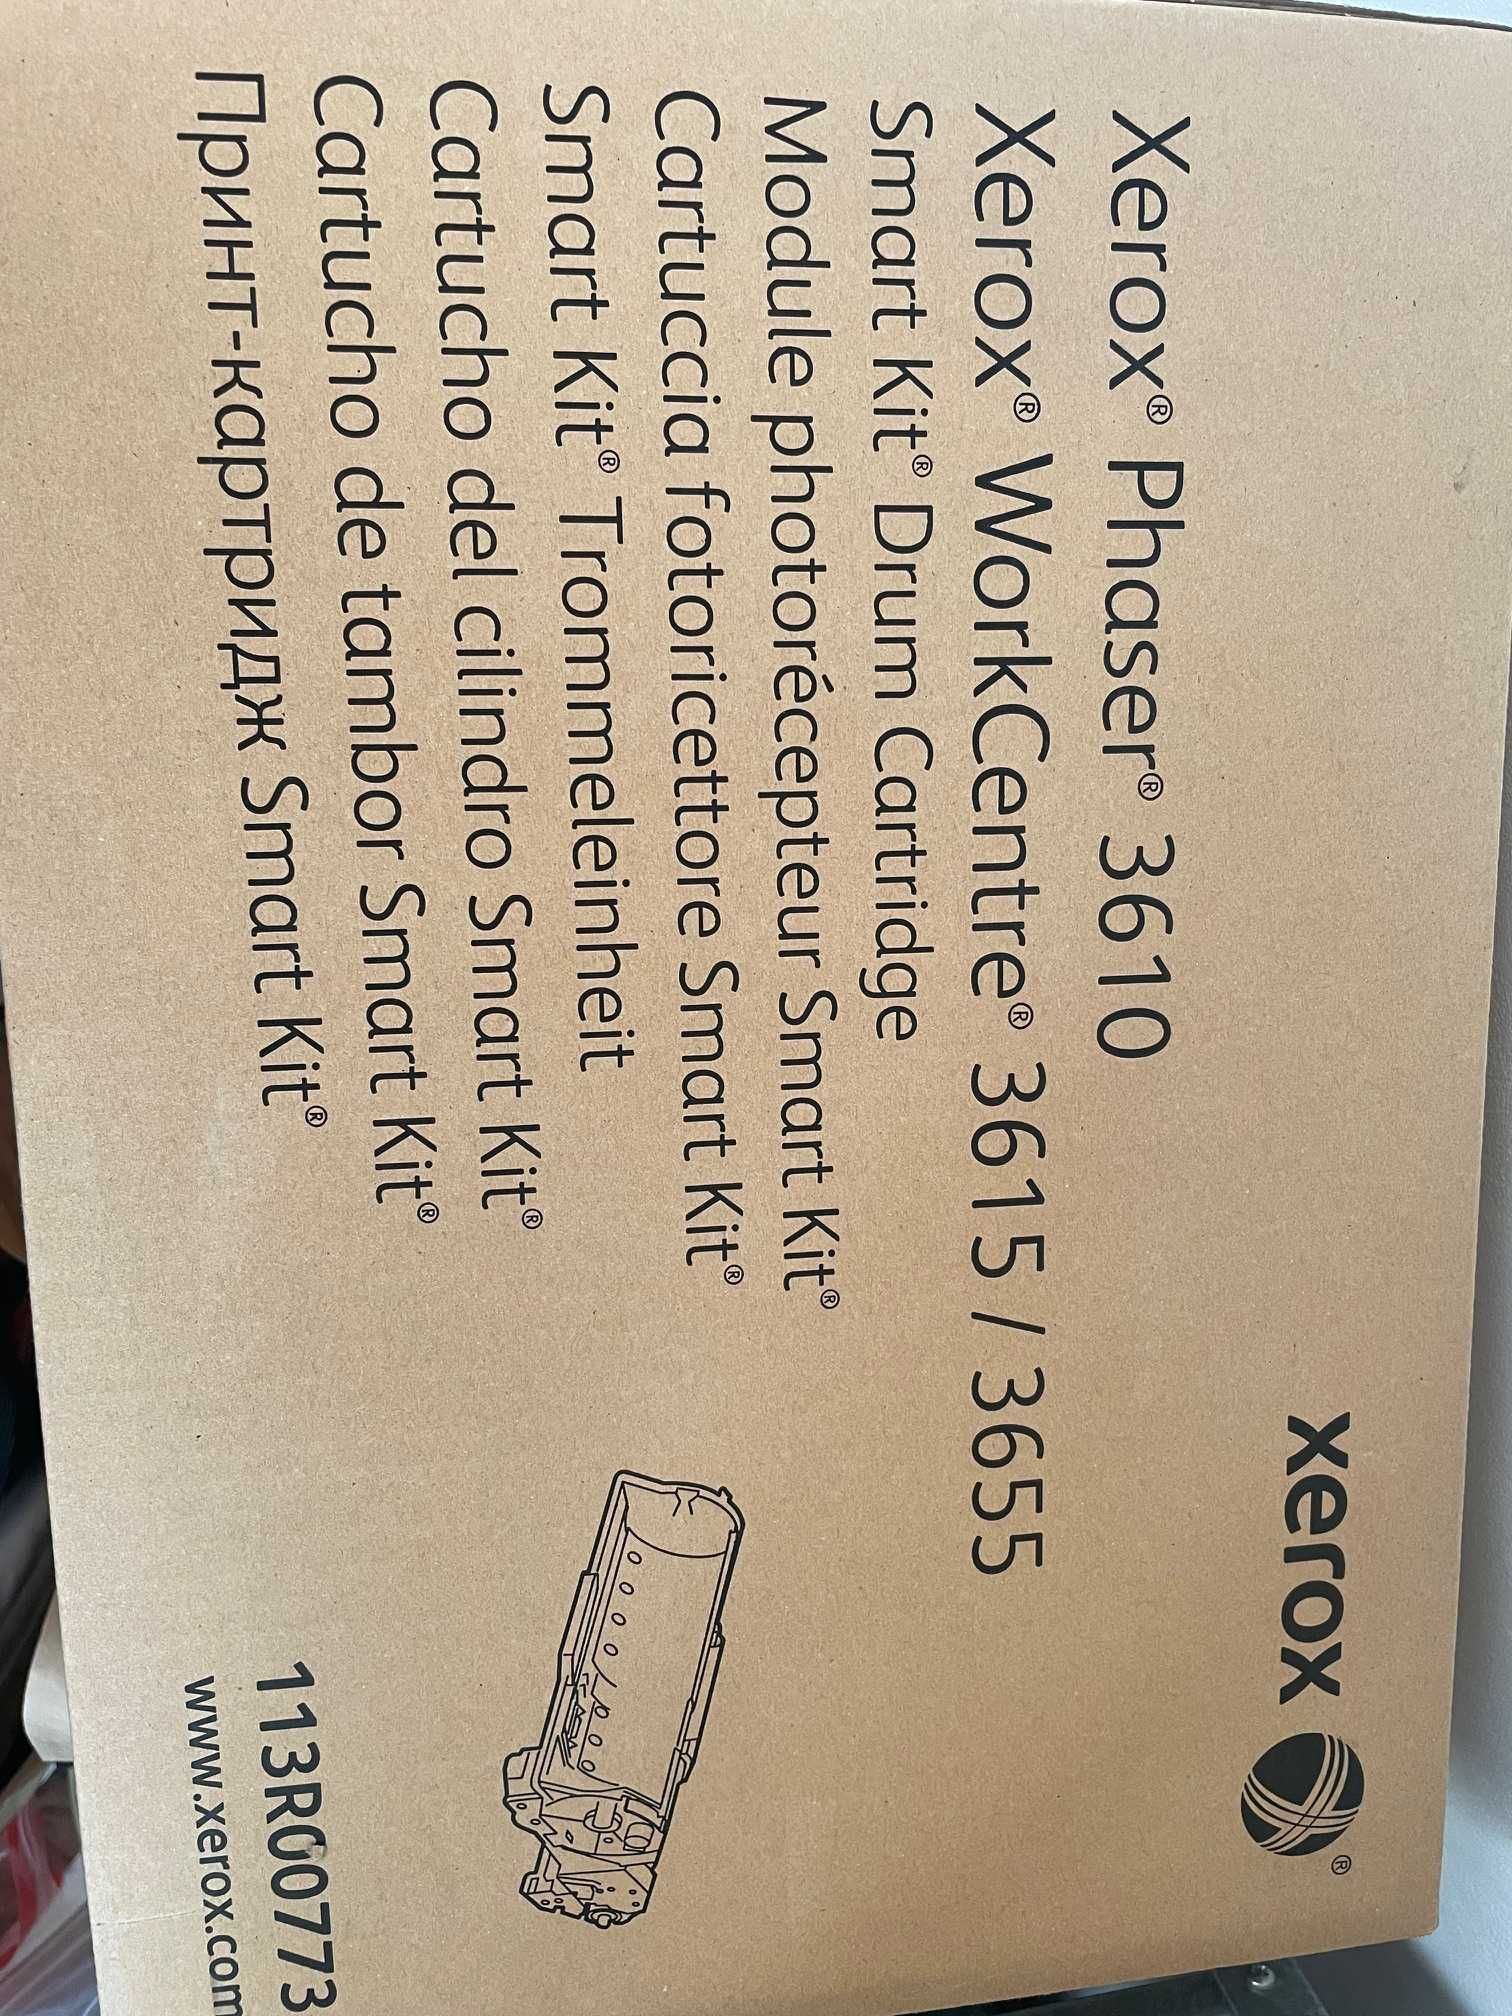 xerox ®
Xerox® Phaser® 3610
Xerox® WorkCentre® 3615 / 3655
Smart Kit® Drum Cartridge
Module photorécepteur Smart Kit®
Cartuccia fotoricettore Smart Kit®
Smart Kit® Trommeleinheit
Cartucho del cilindro Smart Kit®
Cartucho de tambor Smart Kit®
Принт-картридж Smart Kit®
113R00773
www.xerox.com